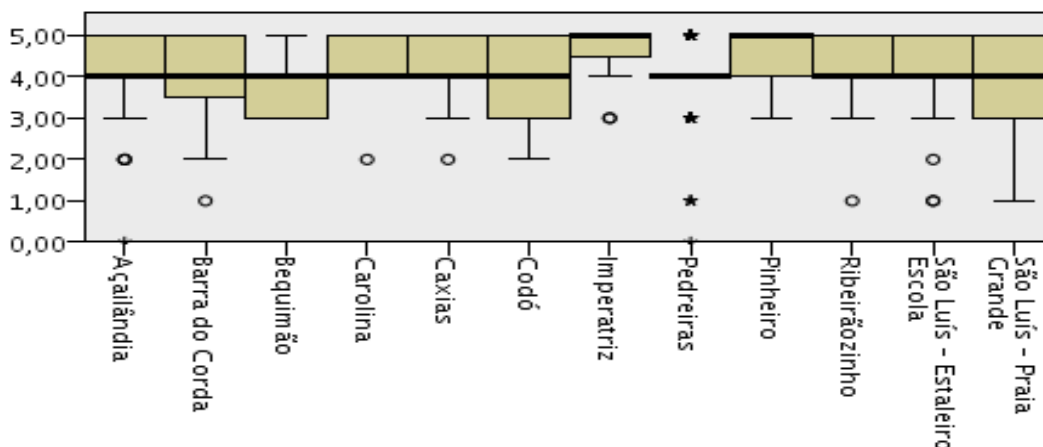 5,00
4,00
3,00
2,00
1,00
0,00
Açailândia
Barra do Corda
Bequimão
Carolina
Caxias
Codó
Imperatriz
Pedreiras
Pinheiro
Ribeirãozinho
São Luís - Estaleiro
Escola
São Luís - Praia
Grande